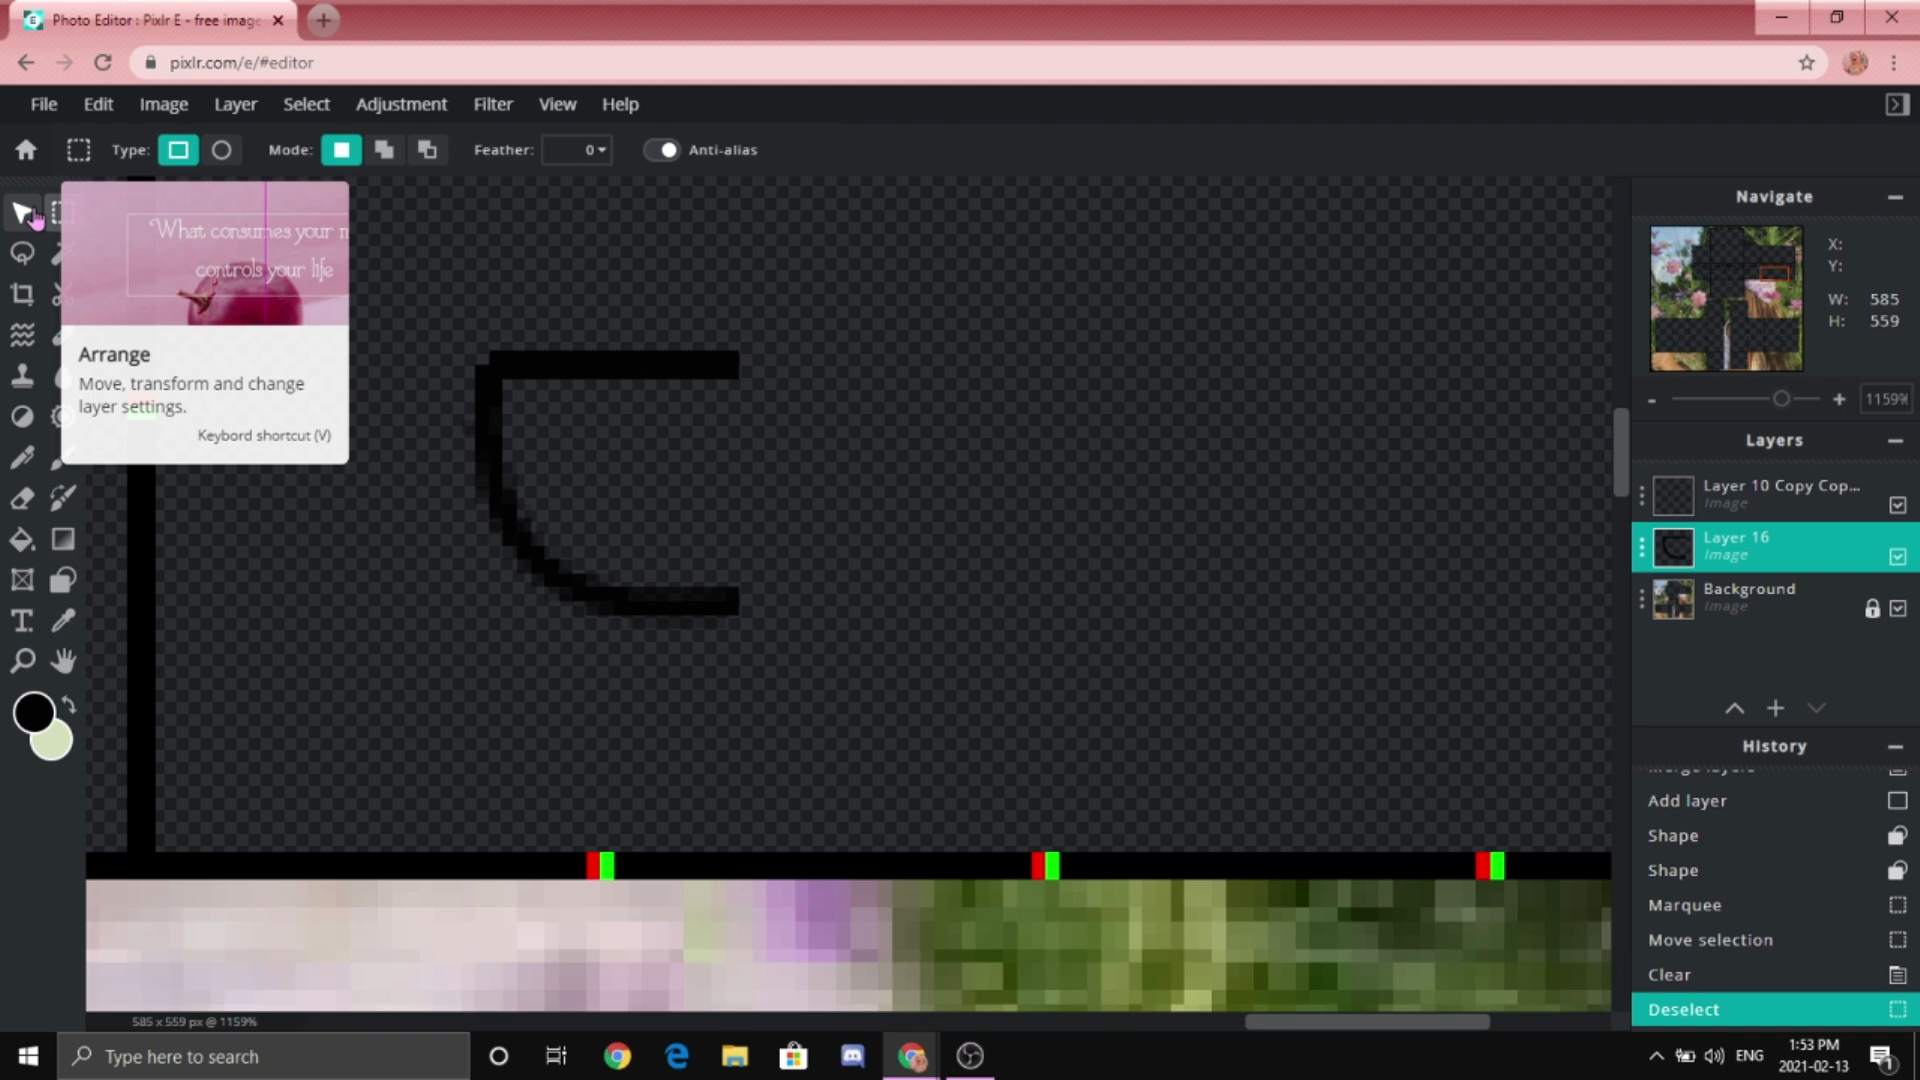 Photo Editor : Pixlr E - free image
pixlr.com/e/#editor
File Edit Image Layer Select Adjustment Filter View Help
Type: Mode: Feather: 0 Anti-alias
What consumes your m
controls your life
Arrange
Move, transform and change
layer settings.
Keybord shortcut (V)
Navigate
X:
Y:
W: 585
H: 559
1159%
Layers
Layer 10 Copy Cop...
Image
Layer 16
Image
Background
Image
History
Merge layers
Add layer
Shape
Shape
Marquee
Move selection
Clear
Deselect
585 x 559 px @ 1159%
Type here to search
ENG
1:53 PM
2021-02-13
1